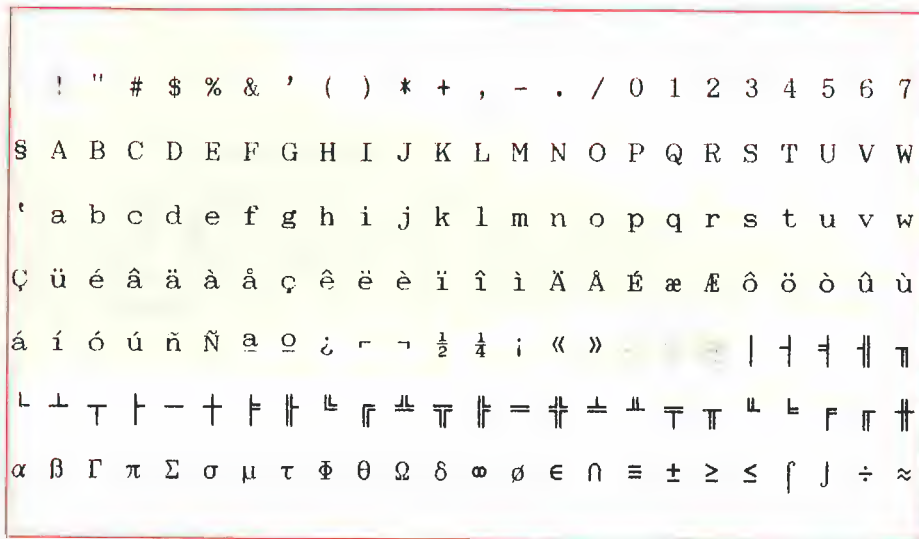 ! " # $ % & ' ( ) * + , - . / 0 1 2 3 4 5 6 7
§ A B C D E F G H I J K L M N O P Q R S T U V W
‘ a b c d e f g h i j k l m n o p q r s t u v w
Ç ü é â ä à å ç ê ë è ï î ì Ä Å É æ Æ ô ö ò û ù
á í ó ú ñ Ñ ª º ¿ ⌐ ¬ ½ ¼ ¡ « » │ ┤ ╡ ╢ ╖
└ ┴ ┬ ├ ─ ┼ ╞ ╟ ╚ ╔ ╩ ╦ ╠ ═ ╬ ╧ ╨ ╤ ╥ ╙ ╘ ╒ ╓ ╫
α ß Γ π Σ σ µ τ Φ θ Ω δ ∞ ø ∈ ∩ ≡ ± ≥ ≤ ⌠ ⌡ ÷ ≈